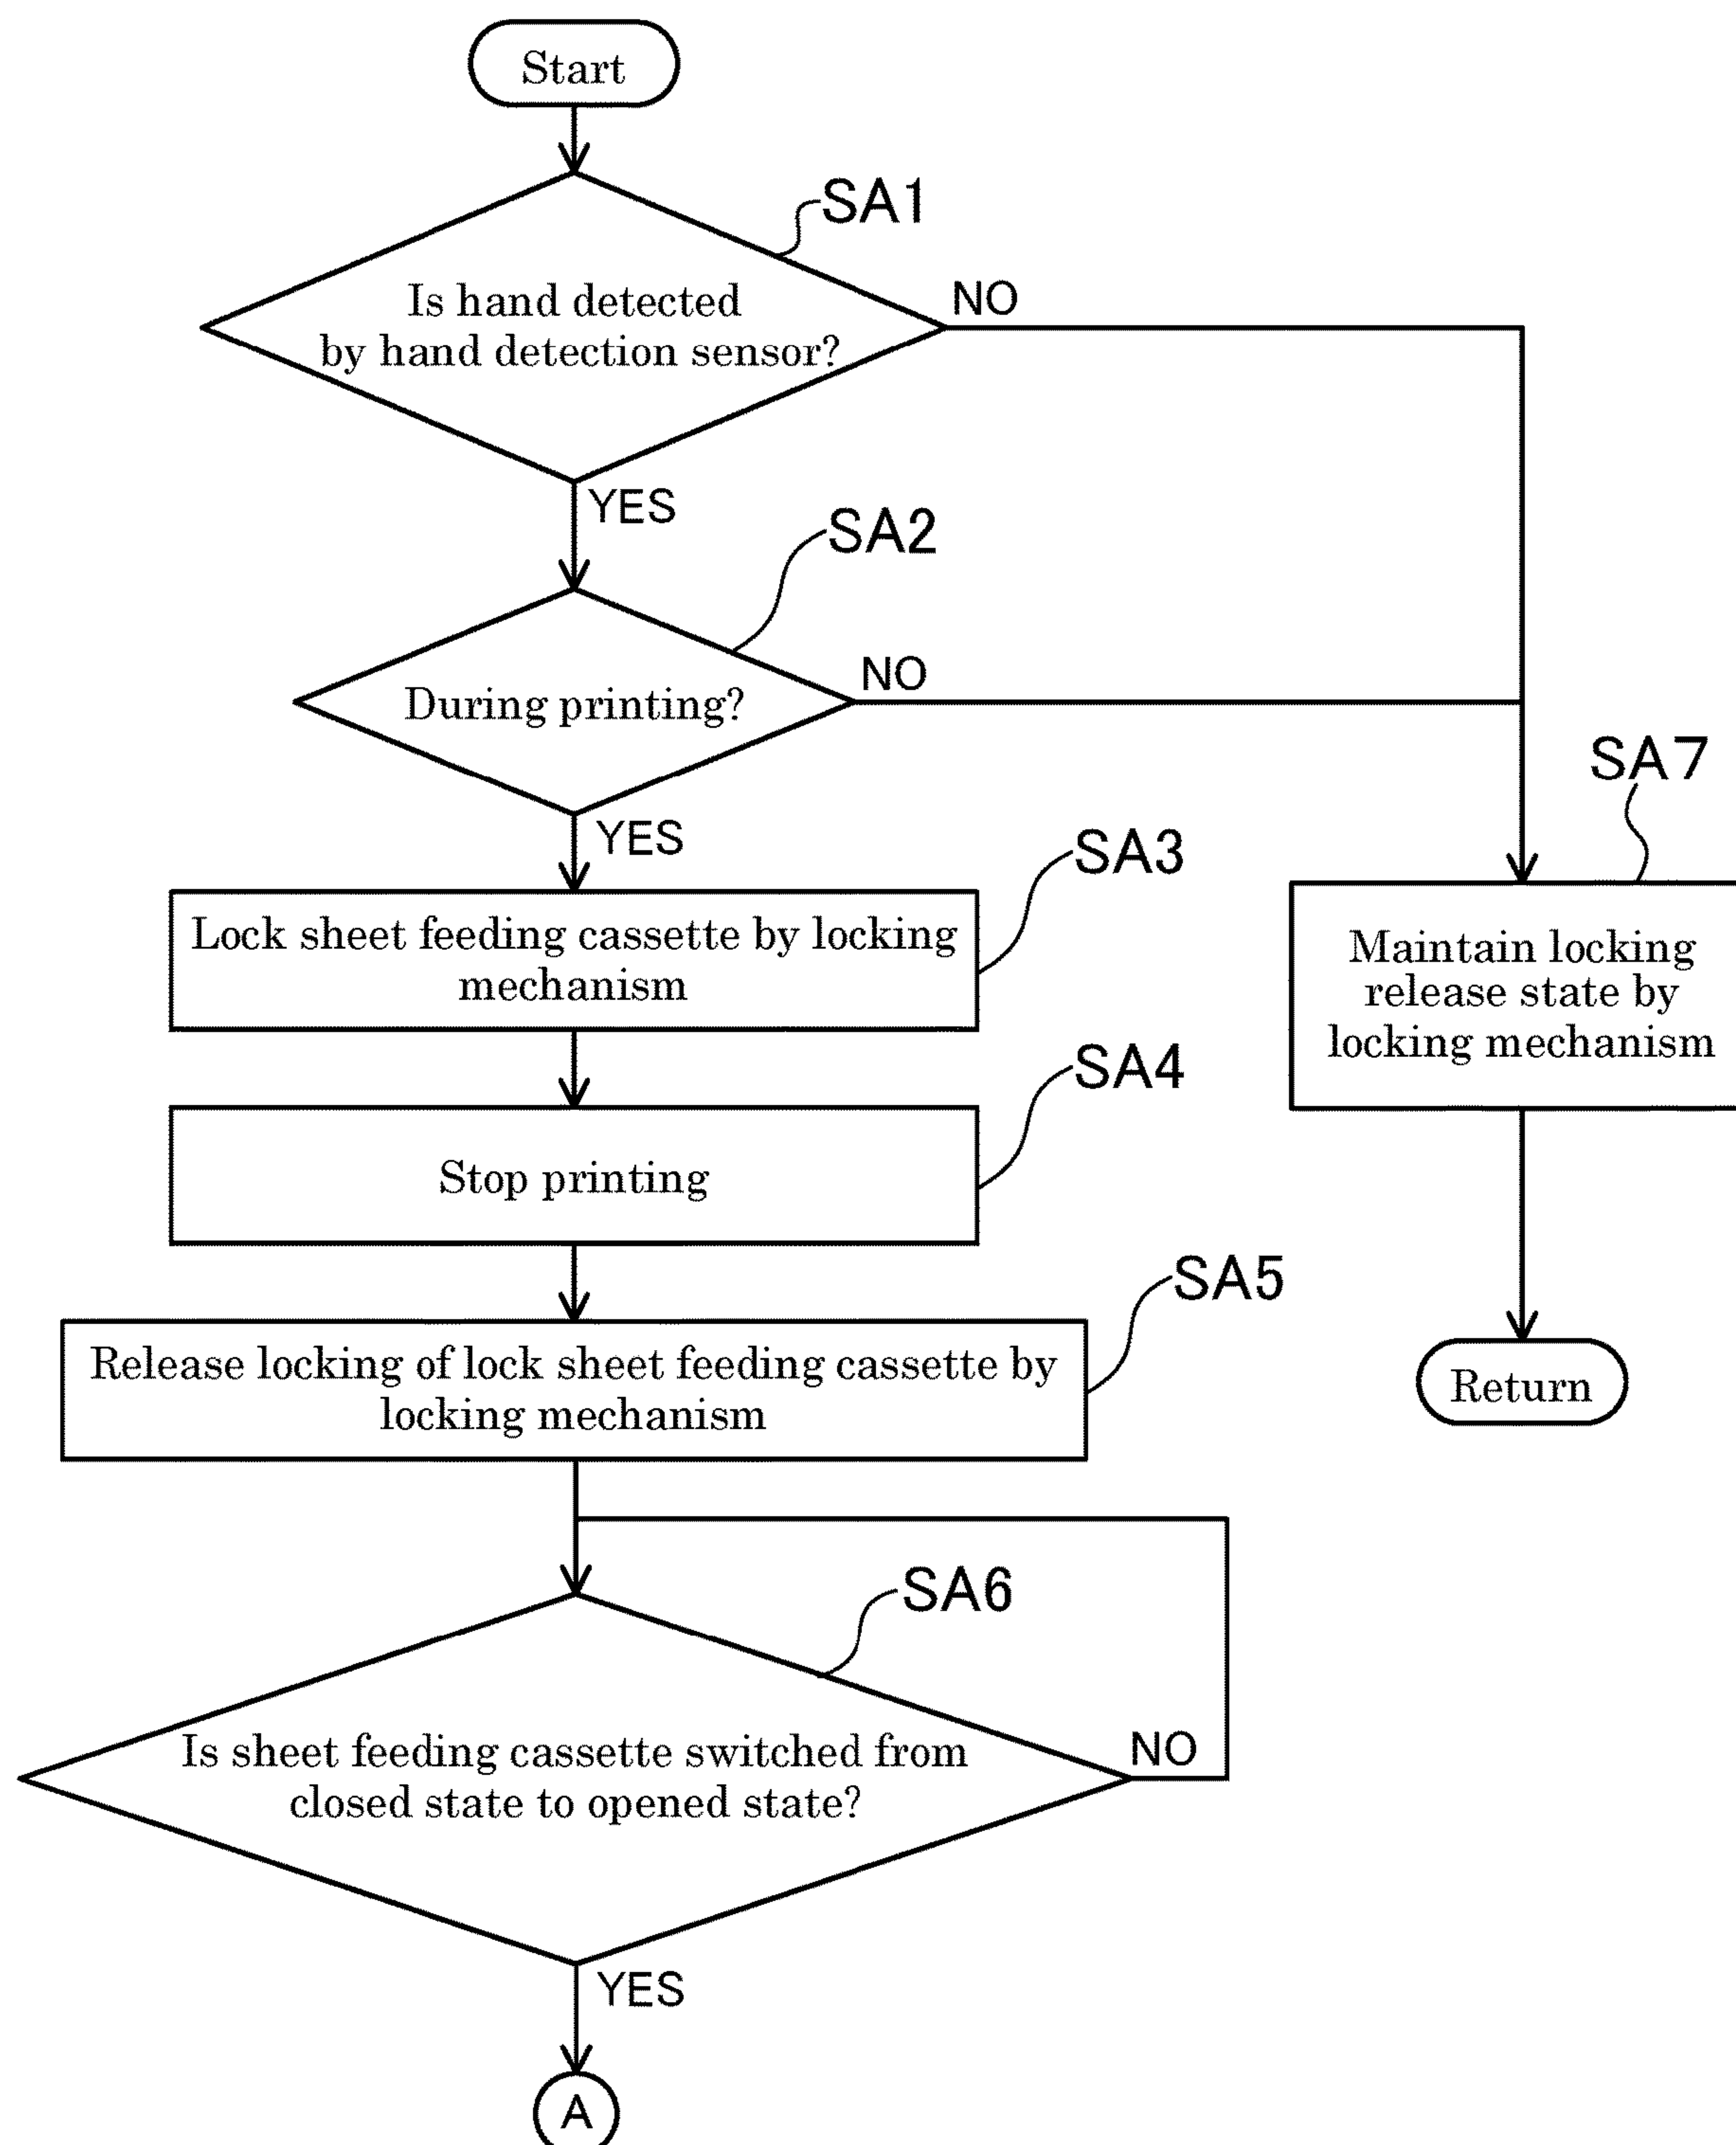 Start
SA1
Is hand detected
by hand detection sensor?
NO
YES
SA2
During printing?
NO
YES
SA3
Lock sheet feeding cassette by locking
mechanism
SA7
Maintain locking
release state by
locking mechanism
SA4
Stop printing
SA5
Release locking of lock sheet feeding cassette by
locking mechanism
Return
SA6
Is sheet feeding cassette switched from
closed state to opened state?
NO
YES
A